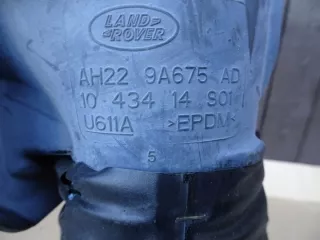 LAND
ROVER
AH22 9A675 AD
10 434 14 S01
U611A >EPDM<
5